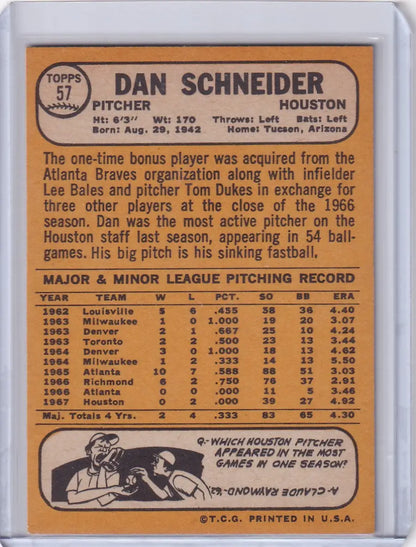 TOPPS
57
DAN SCHNEIDER
PITCHER HOUSTON
Ht: 6'3" Wt: 170 Throws: Left Bats: Left
Born: Aug. 29, 1942 Home: Tucson, Arizona
The one-time bonus player was acquired from the
Atlanta Braves organization along with infielder
Lee Bales and pitcher Tom Dukes in exchange for
three other players at the close of the 1966
season. Dan was the most active pitcher on the
Houston staff last season, appearing in 54 ball-
games. His big pitch is his sinking fastball.
MAJOR & MINOR LEAGUE PITCHING RECORD
YEAR TEAM W L PCT. SO BB ERA
1962 Louisville 5 6 .455 58 36 4.40
1963 Milwaukee 1 0 1.000 19 20 3.07
1963 Denver 2 1 .667 25 10 4.24
1963 Toronto 2 2 .500 23 13 3.44
1964 Denver 3 0 1.000 18 13 4.62
1964 Milwaukee 1 2 .333 14 13 5.50
1965 Atlanta 10 7 .588 88 51 3.03
1966 Richmond 6 2 .750 76 37 2.91
1966 Atlanta 0 0 .000 11 5 3.46
1967 Houston 0 2 .000 39 27 4.92
Maj. Totals 4 Yrs. 2 4 .333 83 65 4.30
Q-WHICH HOUSTON PITCHER
APPEARED IN THE MOST
GAMES IN ONE SEASON?
A-CLAUDE RAYMOND-'62
©T.C.G. PRINTED IN U.S.A.